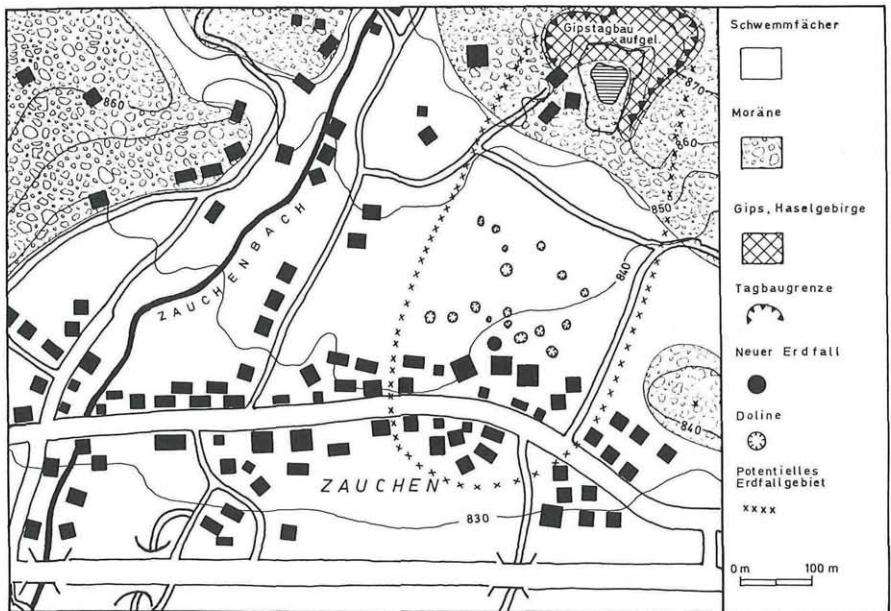 Gipstagbau
aufgel.
860
870
860
850
840
ZAUCHENBACH
840
ZAUCHEN
830
Schwemmfächer
Moräne
Gips, Haselgebirge
Tagbaugrenze
Neuer Erdfall
Doline
Potentielles
Erdfallgebiet
xxxx
0 m 100 m